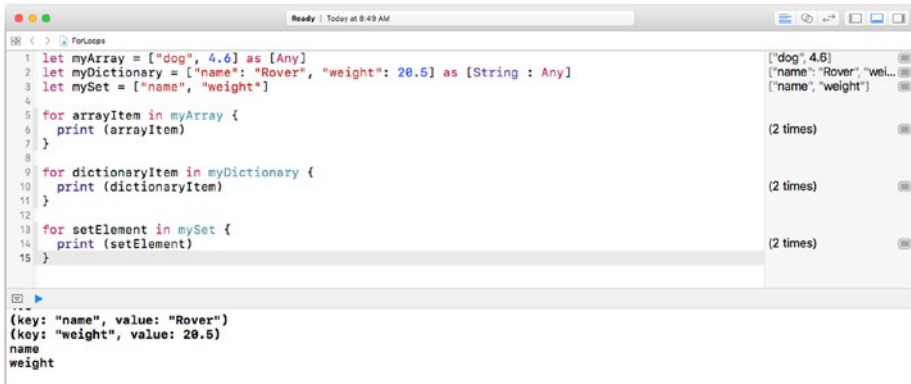 Ready | Today at 8:49 AM
ForLoops
1 let myArray = ["dog", 4.6] as [Any]
2 let myDictionary = ["name": "Rover", "weight": 20.5] as [String : Any]
3 let mySet = ["name", "weight"]
4
5 for arrayItem in myArray {
6 print (arrayItem)
7 }
8
9 for dictionaryItem in myDictionary {
10 print (dictionaryItem)
11 }
12
13 for setElement in mySet {
14 print (setElement)
15 }
["dog", 4.6]
["name": "Rover", "wei...
["name", "weight"]
(2 times)
(2 times)
(2 times)
(key: "name", value: "Rover")
(key: "weight", value: 20.5)
name
weight